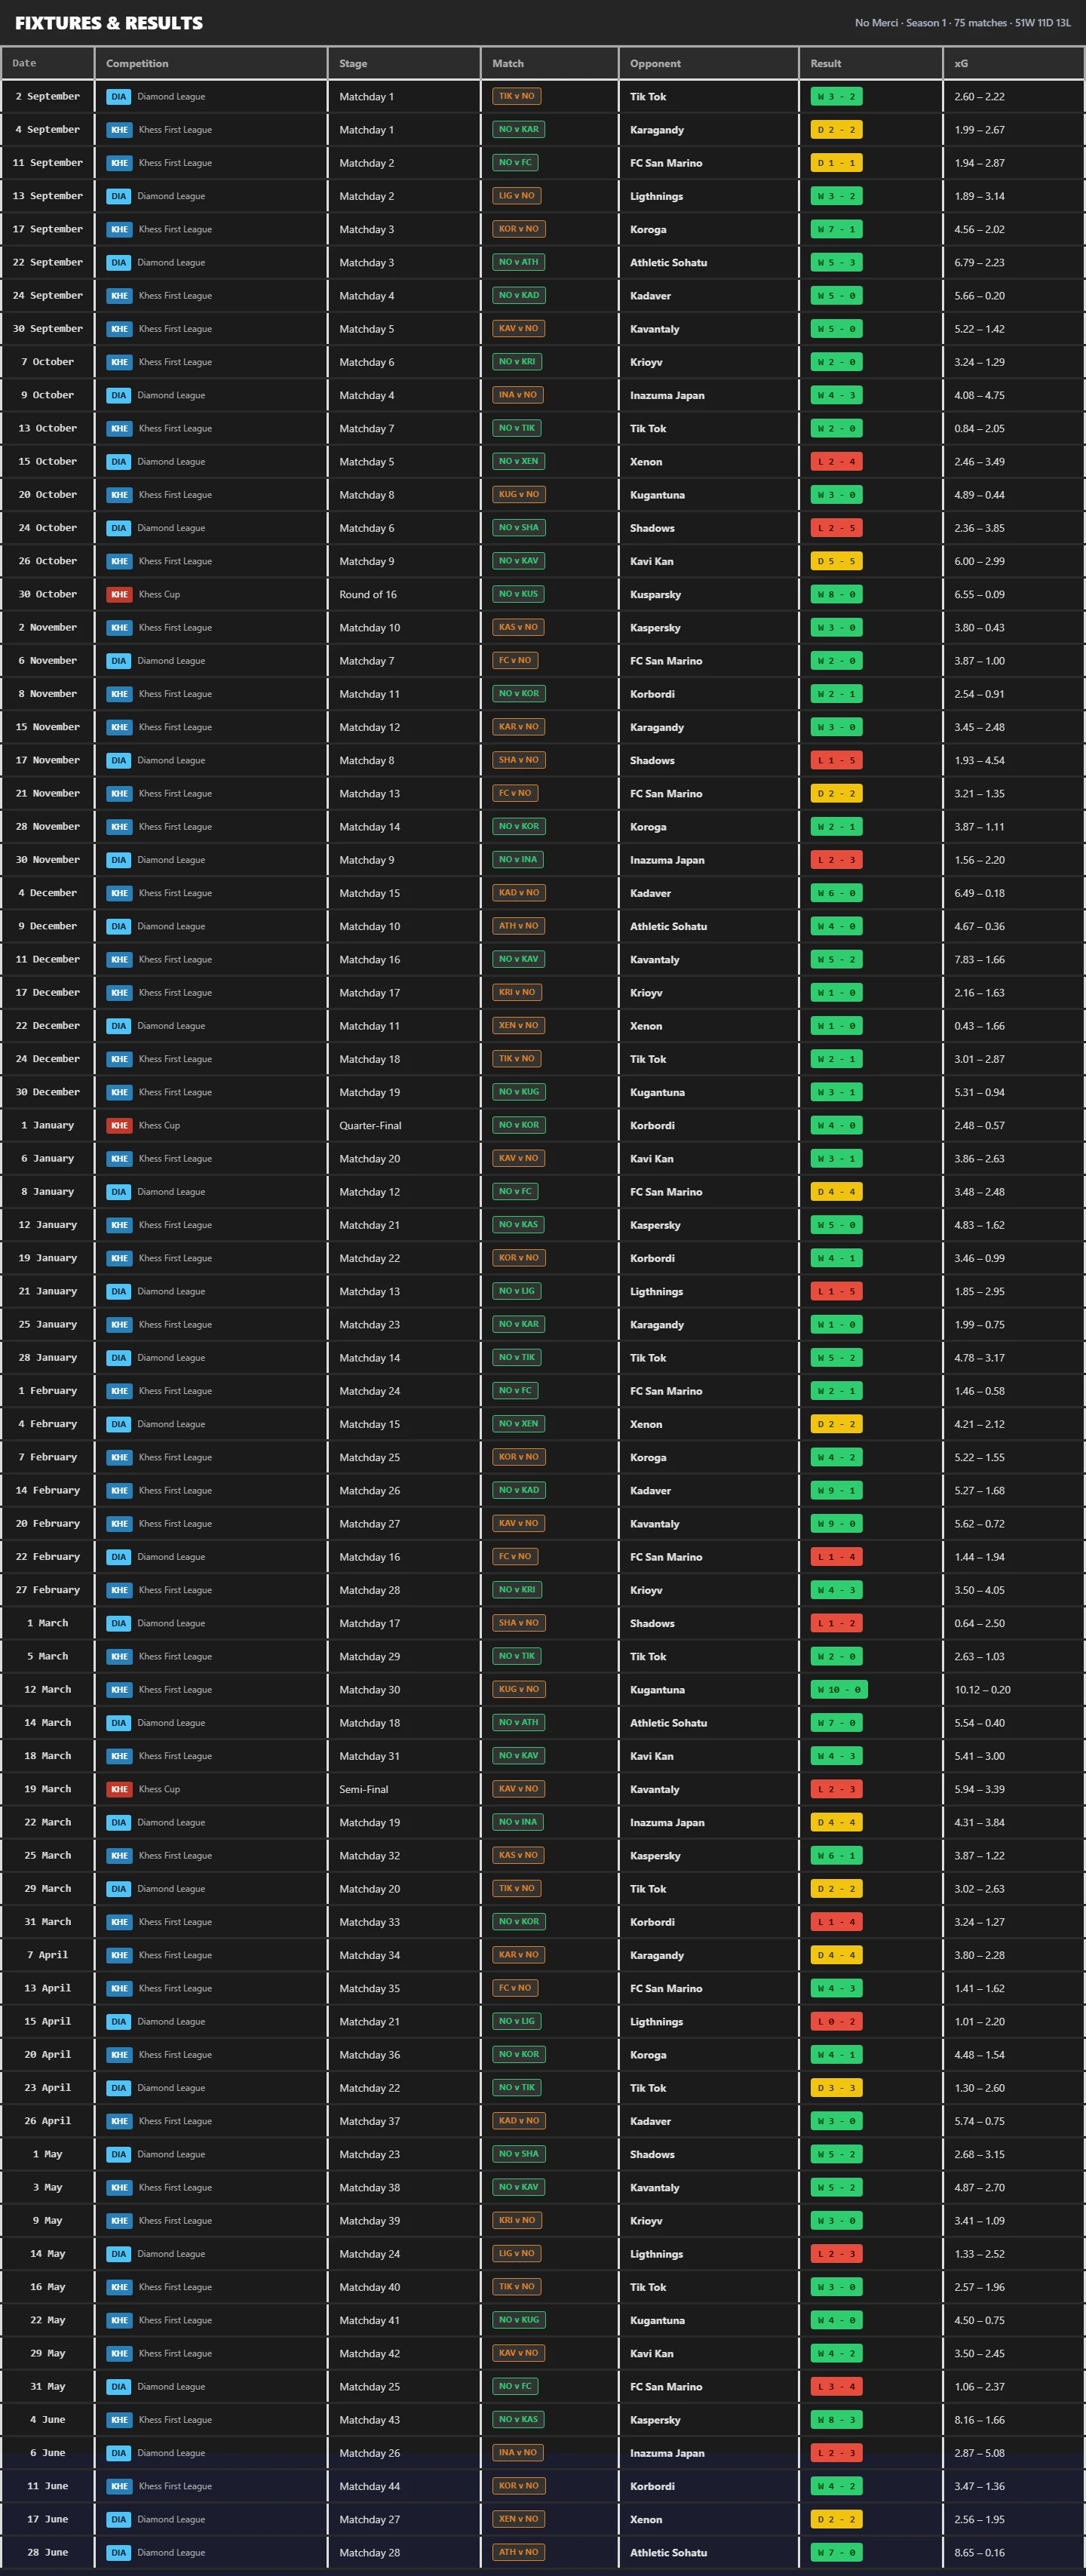 FIXTURES & RESULTS
No Merci · Season 1 · 75 matches · 51W 11D 13L
Date Competition Stage Match Opponent Result xG
2 September DIA Diamond League Matchday 1 TIK v NO Tik Tok W 3 - 2 2.60 – 2.22
4 September KHE Khess First League Matchday 1 NO v KAR Karagandy D 2 - 2 1.99 – 2.67
11 September KHE Khess First League Matchday 2 NO v FC FC San Marino D 1 - 1 1.94 – 2.87
13 September DIA Diamond League Matchday 2 LIG v NO Ligthnings W 3 - 2 1.89 – 3.14
17 September KHE Khess First League Matchday 3 KOR v NO Koroga W 7 - 1 4.56 – 2.02
22 September DIA Diamond League Matchday 3 NO v ATH Athletic Sohatu W 5 - 3 6.79 – 2.23
24 September KHE Khess First League Matchday 4 NO v KAD Kadaver W 5 - 0 5.66 – 0.20
30 September KHE Khess First League Matchday 5 KAV v NO Kavantaly W 5 - 0 5.22 – 1.42
7 October KHE Khess First League Matchday 6 NO v KRI Krioyv W 2 - 0 3.24 – 1.29
9 October DIA Diamond League Matchday 4 INA v NO Inazuma Japan W 4 - 3 4.08 – 4.75
13 October KHE Khess First League Matchday 7 NO v TIK Tik Tok W 2 - 0 0.84 – 2.05
15 October DIA Diamond League Matchday 5 NO v XEN Xenon L 2 - 4 2.46 – 3.49
20 October KHE Khess First League Matchday 8 KUG v NO Kugantuna W 3 - 0 4.89 – 0.44
24 October DIA Diamond League Matchday 6 NO v SHA Shadows L 2 - 5 2.36 – 3.85
26 October KHE Khess First League Matchday 9 NO v KAV Kavi Kan D 5 - 5 6.00 – 2.99
30 October KHE Khess Cup Round of 16 NO v KUS Kusparsky W 8 - 0 6.55 – 0.09
2 November KHE Khess First League Matchday 10 KAS v NO Kaspersky W 3 - 0 3.80 – 0.43
6 November DIA Diamond League Matchday 7 FC v NO FC San Marino W 2 - 0 3.87 – 1.00
8 November KHE Khess First League Matchday 11 NO v KOR Korbordi W 2 - 1 2.54 – 0.91
15 November KHE Khess First League Matchday 12 KAR v NO Karagandy W 3 - 0 3.45 – 2.48
17 November DIA Diamond League Matchday 8 SHA v NO Shadows L 1 - 5 1.93 – 4.54
21 November KHE Khess First League Matchday 13 FC v NO FC San Marino D 2 - 2 3.21 – 1.35
28 November KHE Khess First League Matchday 14 NO v KOR Koroga W 2 - 1 3.87 – 1.11
30 November DIA Diamond League Matchday 9 NO v INA Inazuma Japan L 2 - 3 1.56 – 2.20
4 December KHE Khess First League Matchday 15 KAD v NO Kadaver W 6 - 0 6.49 – 0.18
9 December DIA Diamond League Matchday 10 ATH v NO Athletic Sohatu W 4 - 0 4.67 – 0.36
11 December KHE Khess First League Matchday 16 NO v KAV Kavantaly W 5 - 2 7.83 – 1.66
17 December KHE Khess First League Matchday 17 KRI v NO Krioyv W 1 - 0 2.16 – 1.63
22 December DIA Diamond League Matchday 11 XEN v NO Xenon W 1 - 0 0.43 – 1.66
24 December KHE Khess First League Matchday 18 TIK v NO Tik Tok W 2 - 1 3.01 – 2.87
30 December KHE Khess First League Matchday 19 NO v KUG Kugantuna W 3 - 1 5.31 – 0.94
1 January KHE Khess Cup Quarter-Final NO v KOR Korbordi W 4 - 0 2.48 – 0.57
6 January KHE Khess First League Matchday 20 KAV v NO Kavi Kan W 3 - 1 3.86 – 2.63
8 January DIA Diamond League Matchday 12 NO v FC FC San Marino D 4 - 4 3.48 – 2.48
12 January KHE Khess First League Matchday 21 NO v KAS Kaspersky W 5 - 0 4.83 – 1.62
19 January KHE Khess First League Matchday 22 KOR v NO Korbordi W 4 - 1 3.46 – 0.99
21 January DIA Diamond League Matchday 13 NO v LIG Ligthnings L 1 - 5 1.85 – 2.95
25 January KHE Khess First League Matchday 23 NO v KAR Karagandy W 1 - 0 1.99 – 0.75
28 January DIA Diamond League Matchday 14 NO v TIK Tik Tok W 5 - 2 4.78 – 3.17
1 February KHE Khess First League Matchday 24 NO v FC FC San Marino W 2 - 1 1.46 – 0.58
4 February DIA Diamond League Matchday 15 NO v XEN Xenon D 2 - 2 4.21 – 2.12
7 February KHE Khess First League Matchday 25 KOR v NO Koroga W 4 - 2 5.22 – 1.55
14 February KHE Khess First League Matchday 26 NO v KAD Kadaver W 9 - 1 5.27 – 1.68
20 February KHE Khess First League Matchday 27 KAV v NO Kavantaly W 9 - 0 5.62 – 0.72
22 February DIA Diamond League Matchday 16 FC v NO FC San Marino L 1 - 4 1.44 – 1.94
27 February KHE Khess First League Matchday 28 NO v KRI Krioyv W 4 - 3 3.50 – 4.05
1 March DIA Diamond League Matchday 17 SHA v NO Shadows L 1 - 2 0.64 – 2.50
5 March KHE Khess First League Matchday 29 NO v TIK Tik Tok W 2 - 0 2.63 – 1.03
12 March KHE Khess First League Matchday 30 KUG v NO Kugantuna W 10 - 0 10.12 – 0.20
14 March DIA Diamond League Matchday 18 NO v ATH Athletic Sohatu W 7 - 0 5.54 – 0.40
18 March KHE Khess First League Matchday 31 NO v KAV Kavi Kan W 4 - 3 5.41 – 3.00
19 March KHE Khess Cup Semi-Final KAV v NO Kavantaly L 2 - 3 5.94 – 3.39
22 March DIA Diamond League Matchday 19 NO v INA Inazuma Japan D 4 - 4 4.31 – 3.84
25 March KHE Khess First League Matchday 32 KAS v NO Kaspersky W 6 - 1 3.87 – 1.22
29 March DIA Diamond League Matchday 20 TIK v NO Tik Tok D 2 - 2 3.02 – 2.63
31 March KHE Khess First League Matchday 33 NO v KOR Korbordi L 1 - 4 3.24 – 1.27
7 April KHE Khess First League Matchday 34 KAR v NO Karagandy D 4 - 4 3.80 – 2.28
13 April KHE Khess First League Matchday 35 FC v NO FC San Marino W 4 - 3 1.41 – 1.62
15 April DIA Diamond League Matchday 21 NO v LIG Ligthnings L 0 - 2 1.01 – 2.20
20 April KHE Khess First League Matchday 36 NO v KOR Koroga W 4 - 1 4.48 – 1.54
23 April DIA Diamond League Matchday 22 NO v TIK Tik Tok D 3 - 3 1.30 – 2.60
26 April KHE Khess First League Matchday 37 KAD v NO Kadaver W 3 - 0 5.74 – 0.75
1 May DIA Diamond League Matchday 23 NO v SHA Shadows W 5 - 2 2.68 – 3.15
3 May KHE Khess First League Matchday 38 NO v KAV Kavantaly W 5 - 2 4.87 – 2.70
9 May KHE Khess First League Matchday 39 KRI v NO Krioyv W 3 - 0 3.41 – 1.09
14 May DIA Diamond League Matchday 24 LIG v NO Ligthnings L 2 - 3 1.33 – 2.52
16 May KHE Khess First League Matchday 40 TIK v NO Tik Tok W 3 - 0 2.57 – 1.96
22 May KHE Khess First League Matchday 41 NO v KUG Kugantuna W 4 - 0 4.50 – 0.75
29 May KHE Khess First League Matchday 42 KAV v NO Kavi Kan W 4 - 2 3.50 – 2.45
31 May DIA Diamond League Matchday 25 NO v FC FC San Marino L 3 - 4 1.06 – 2.37
4 June KHE Khess First League Matchday 43 NO v KAS Kaspersky W 8 - 3 8.16 – 1.66
6 June DIA Diamond League Matchday 26 INA v NO Inazuma Japan L 2 - 3 2.87 – 5.08
11 June KHE Khess First League Matchday 44 KOR v NO Korbordi W 4 - 2 3.47 – 1.36
17 June DIA Diamond League Matchday 27 XEN v NO Xenon D 2 - 2 2.56 – 1.95
28 June DIA Diamond League Matchday 28 ATH v NO Athletic Sohatu W 7 - 0 8.65 – 0.16